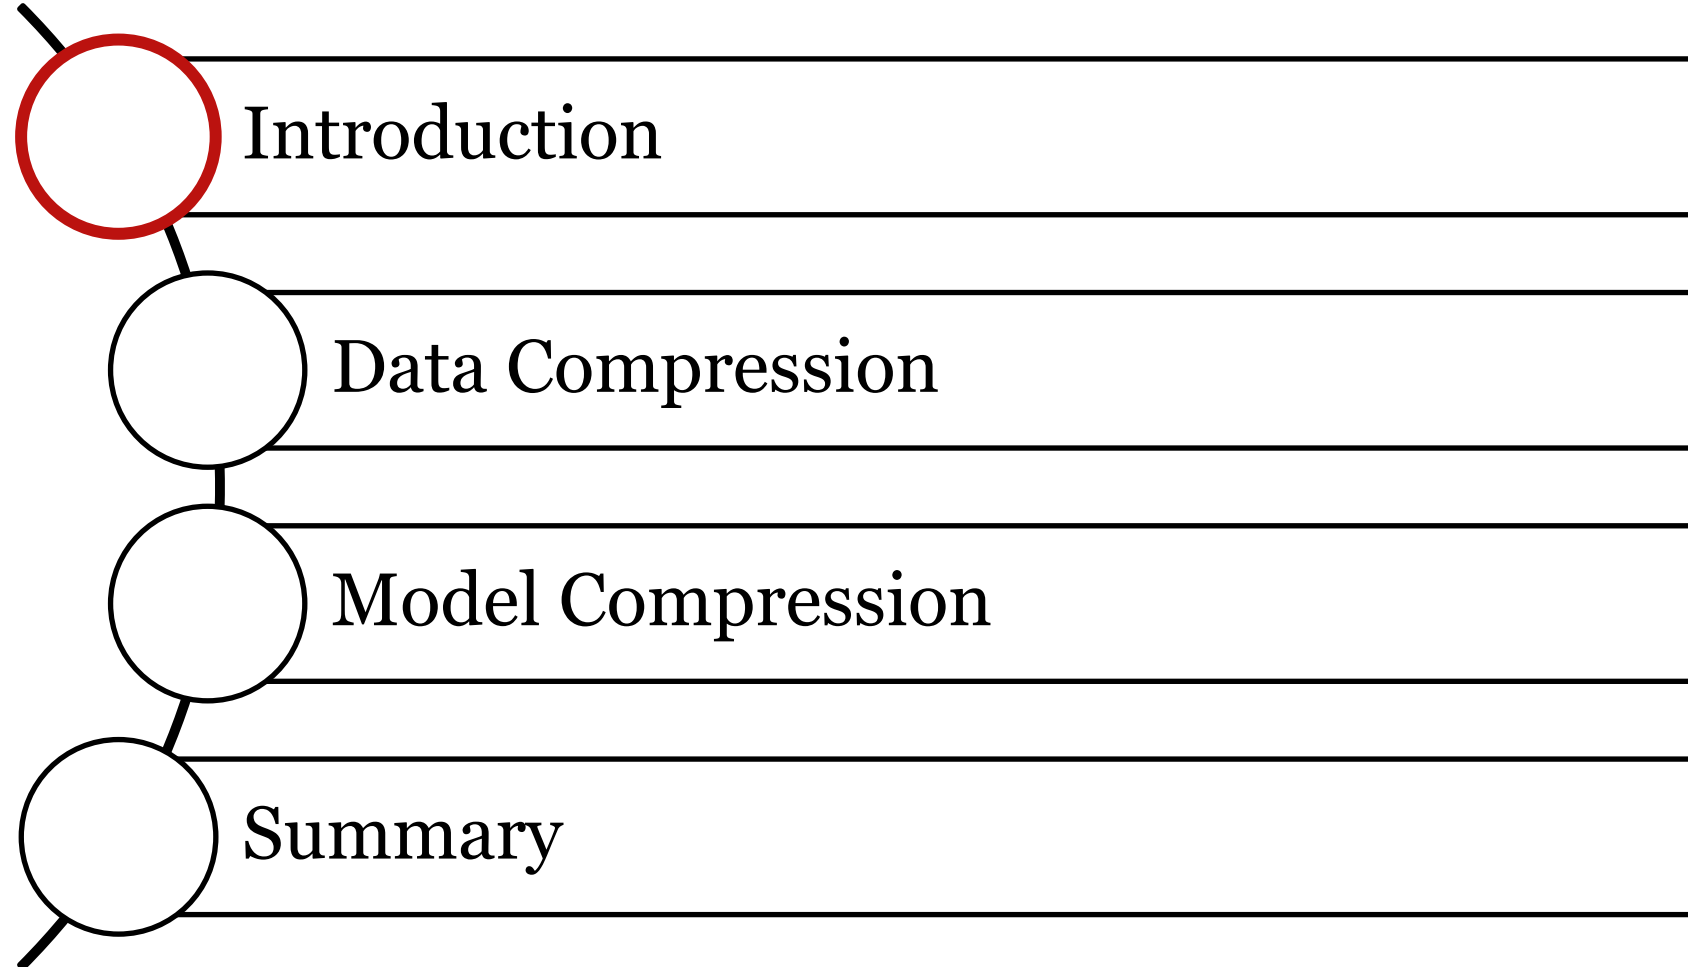 Introduction
Data Compression
Model Compression
Summary